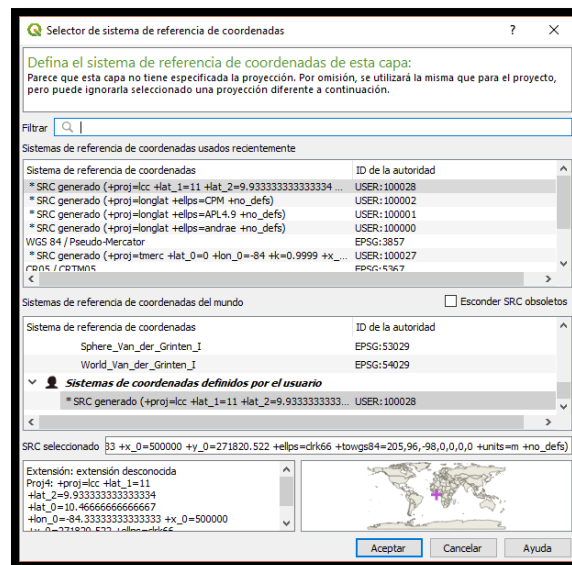 Selector de sistema de referencia de coordenadas
?
Defina el sistema de referencia de coordenadas de esta capa:
Parece que esta capa no tiene especificada la proyección. Por omisión, se utilizará la misma que para el proyecto,
pero puede ignorarla seleccionado una proyección diferente a continuación.
Filtrar
Sistemas de referencia de coordenadas usados recientemente
Sistema de referencia de coordenadas ID de la autoridad
* SRC generado (+proj=lcc +lat_1=11 +lat_2=9.933333333333334 ... USER:100028
* SRC generado (+proj=longlat +ellps=CPM +no_defs) USER:100002
* SRC generado (+proj=longlat +ellps=APL4.9 +no_defs) USER:100001
* SRC generado (+proj=longlat +ellps=andrae +no_defs) USER:100000
WGS 84 / Pseudo-Mercator EPSG:3857
* SRC generado (+proj=tmerc +lat_0=0 +lon_0=-84 +k=0.9999 +x_... USER:100027
CR05 / CRTM05 EPSG:5367
Sistemas de referencia de coordenadas del mundo Esconder SRC obsoletos
Sistema de referencia de coordenadas ID de la autoridad
Sphere_Van_der_Grinten_I EPSG:53029
World_Van_der_Grinten_I EPSG:54029
Sistemas de coordenadas definidos por el usuario
* SRC generado (+proj=lcc +lat_1=11 +lat_2=9.9333333333... USER:100028
SRC seleccionado 33 +x_0=500000 +y_0=271820.522 +ellps=clrk66 +towgs84=205,96,-98,0,0,0,0 +units=m +no_defs)
Extensión: extensión desconocida
Proj4: +proj=lcc +lat_1=11
+lat_2=9.933333333333334
+lat_0=10.46666666666667
+lon_0=-84.33333333333333 +x_0=500000
+y_0=271820.522 +ellps=clrk66
Aceptar Cancelar Ayuda